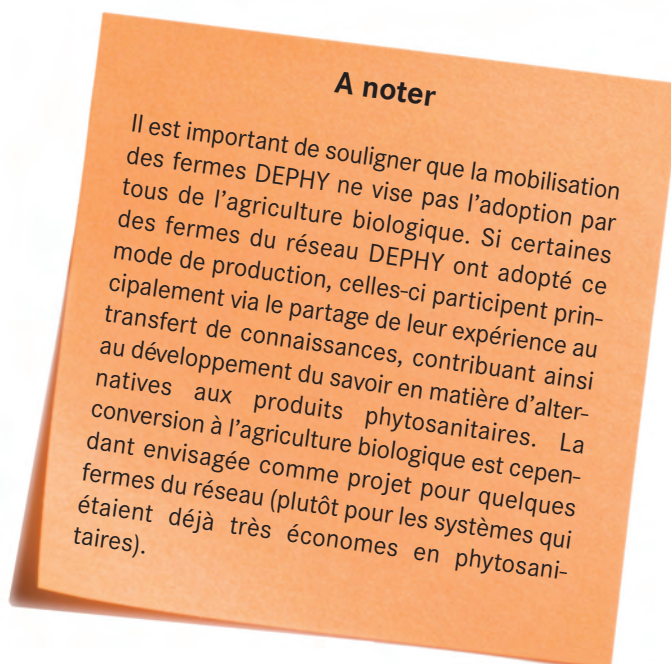 A noter
Il est important de souligner que la mobilisation
des fermes DEPHY ne vise pas l’adoption par
tous de l’agriculture biologique. Si certaines
des fermes du réseau DEPHY ont adopté ce
mode de production, celles-ci participent prin-
cipalement via le partage de leur expérience au
transfert de connaissances, contribuant ainsi
au développement du savoir en matière d’alter-
natives aux produits phytosanitaires. La
conversion à l’agriculture biologique est cepen-
dant envisagée comme projet pour quelques
fermes du réseau (plutôt pour les systèmes qui
étaient déjà très économes en phytosani-
taires).